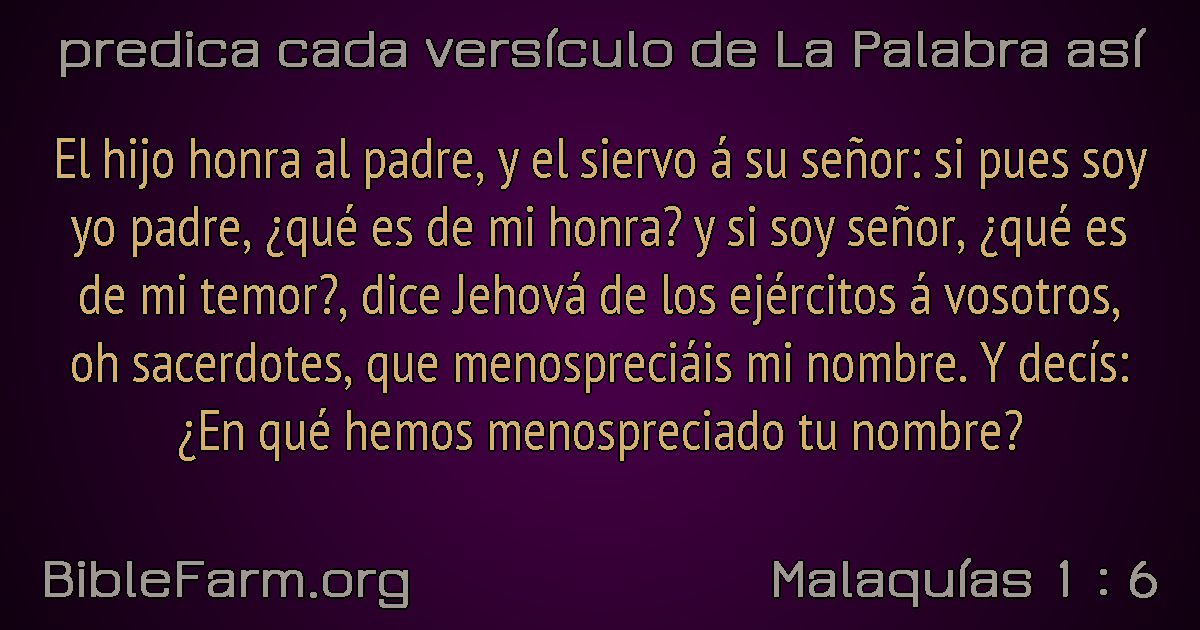 predica cada versículo de La Palabra así
El hijo honra al padre, y el siervo á su señor: si pues soy
yo padre, ¿qué es de mi honra? y si soy señor, ¿qué es
de mi temor?, dice Jehová de los ejércitos á vosotros,
oh sacerdotes, que menospreciáis mi nombre. Y decís:
¿En qué hemos menospreciado tu nombre?
BibleFarm.org
Malaquías 1 : 6